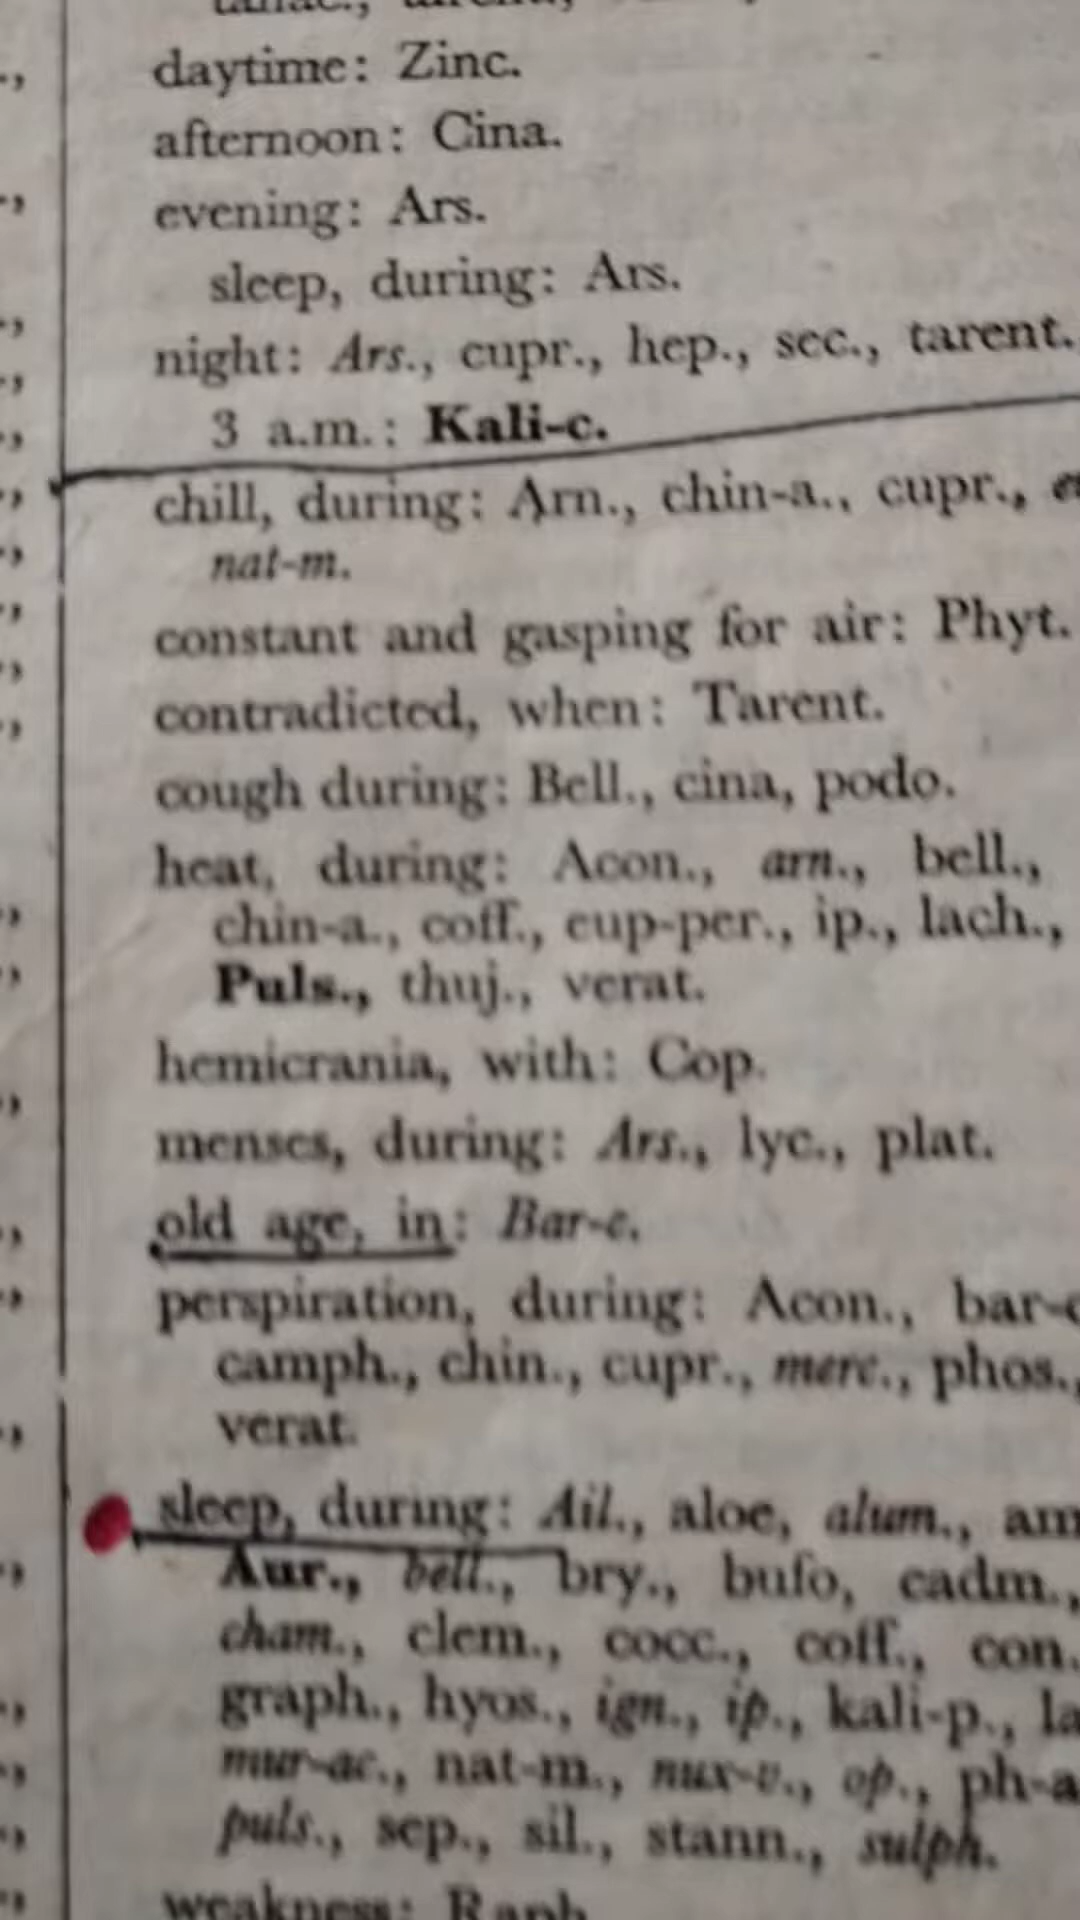 daytime: Zinc.
afternoon: Cina.
evening: Ars.
sleep, during: Ars.
night: Ars., cupr., hep., sec., tarent.
3 a.m.: Kali-c.
chill, during: Arn., chin-a., cupr.,
nat-m.
constant and gasping for air: Phyt.
contradicted, when: Tarent.
cough during: Bell., cina, podo.
heat, during: Acon., arn., bell.,
chin-a., coff., eup-per., ip., lach.,
Puls., thuj., verat.
hemicrania, with: Cop.
menses, during: Ars., lyc., plat.
old age, in: Bar-c.
perspiration, during: Acon., bar-c
camph., chin., cupr., merc., phos.,
verat.
sleep, during: Ail., aloe, alum., am
Aur., bell., bry., bufo, cadm.,
cham., clem., cocc., coff., con.
graph., hyos., ign., ip., kali-p., la
mur-ac., nat-m., nux-v., op., ph-a
puls., sep., sil., stann., sulph.
weakness: Raph.